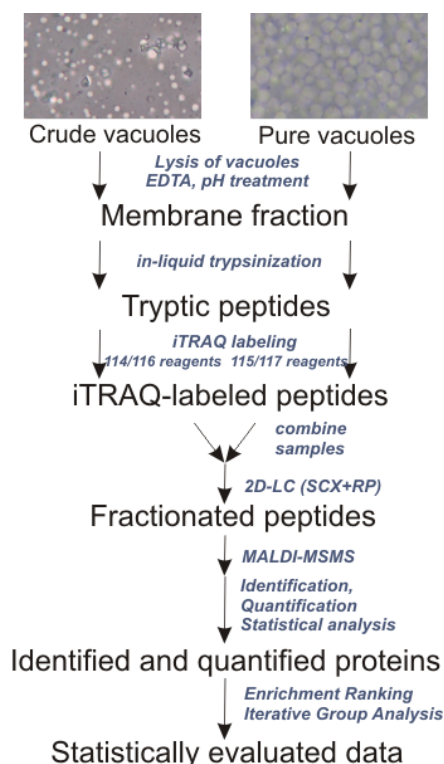 Crude vacuoles Pure vacuoles
Lysis of vacuoles
EDTA, pH treatment
Membrane fraction
in-liquid trypsinization
Tryptic peptides
iTRAQ labeling
114/116 reagents 115/117 reagents
iTRAQ-labeled peptides
combine
samples
2D-LC (SCX+RP)
Fractionated peptides
MALDI-MSMS
Identification,
Quantification
Statistical analysis
Identified and quantified proteins
Enrichment Ranking
Iterative Group Analysis
Statistically evaluated data